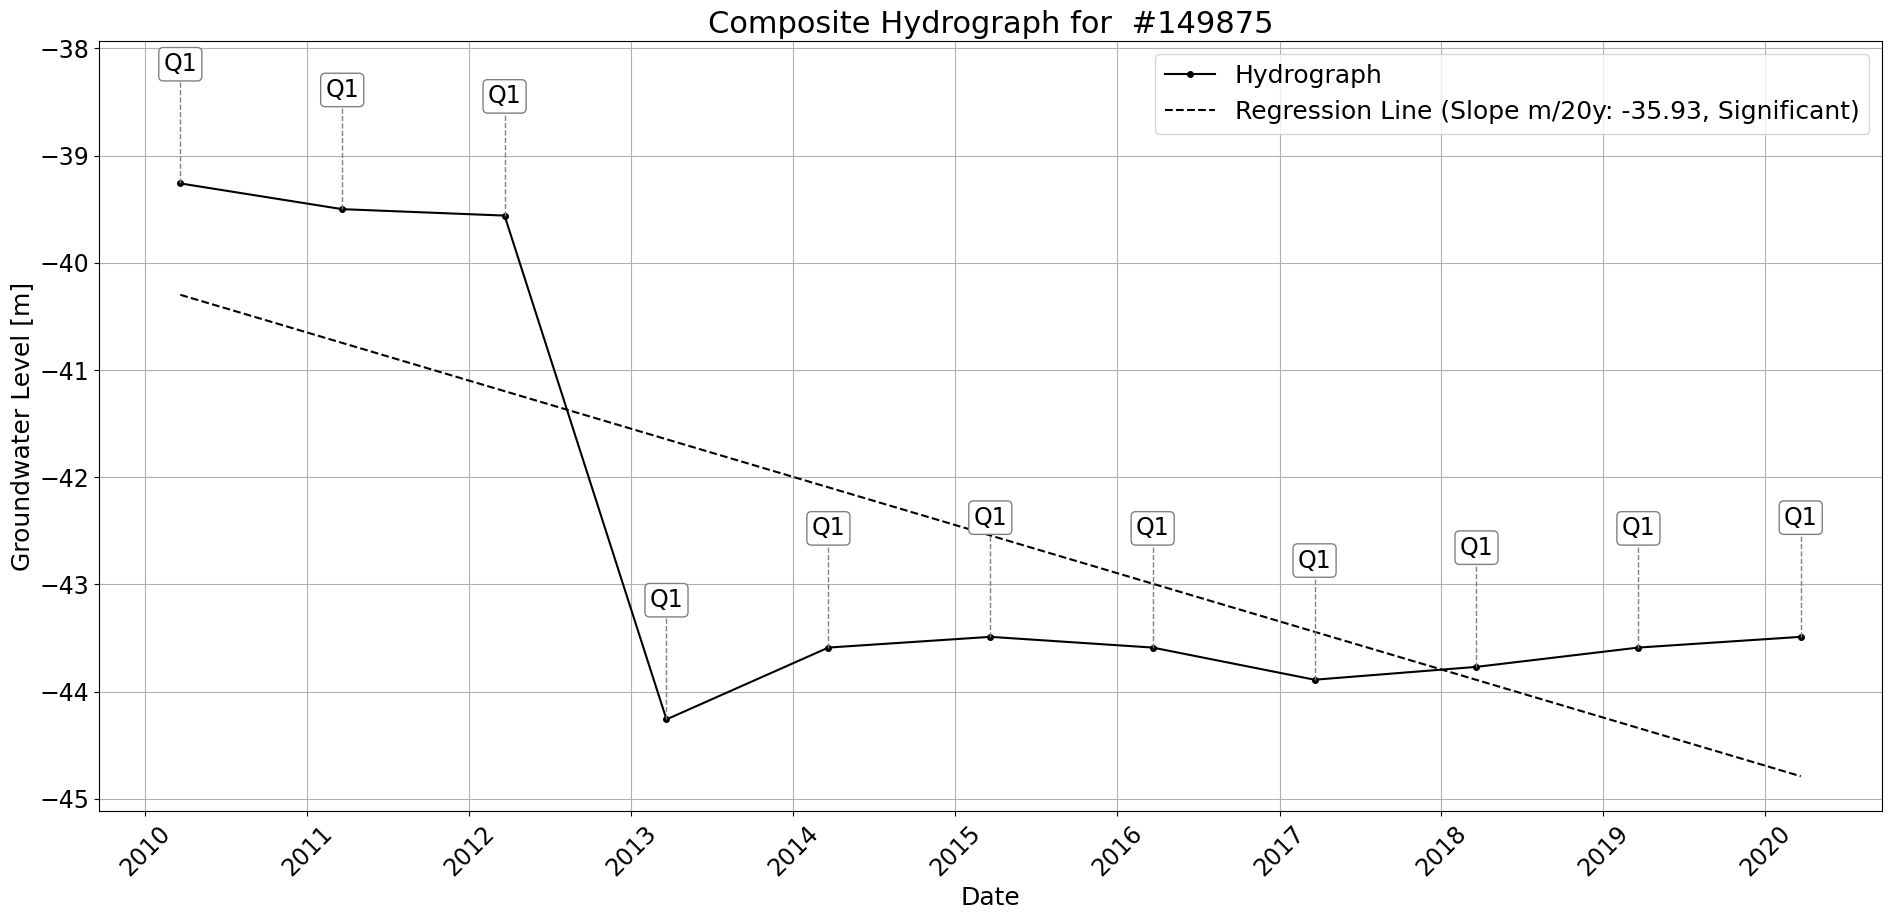 Composite Hydrograph for  #149875
Hydrograph
Regression Line (Slope m/20y: -35.93, Significant)
Q1
Q1
Q1
Q1
Q1
Q1
Q1
Q1
Q1
Q1
Q1
Groundwater Level [m]
−38
−39
−40
−41
−42
−43
−44
−45
2010
2011
2012
2013
2014
2015
2016
2017
2018
2019
2020
Date